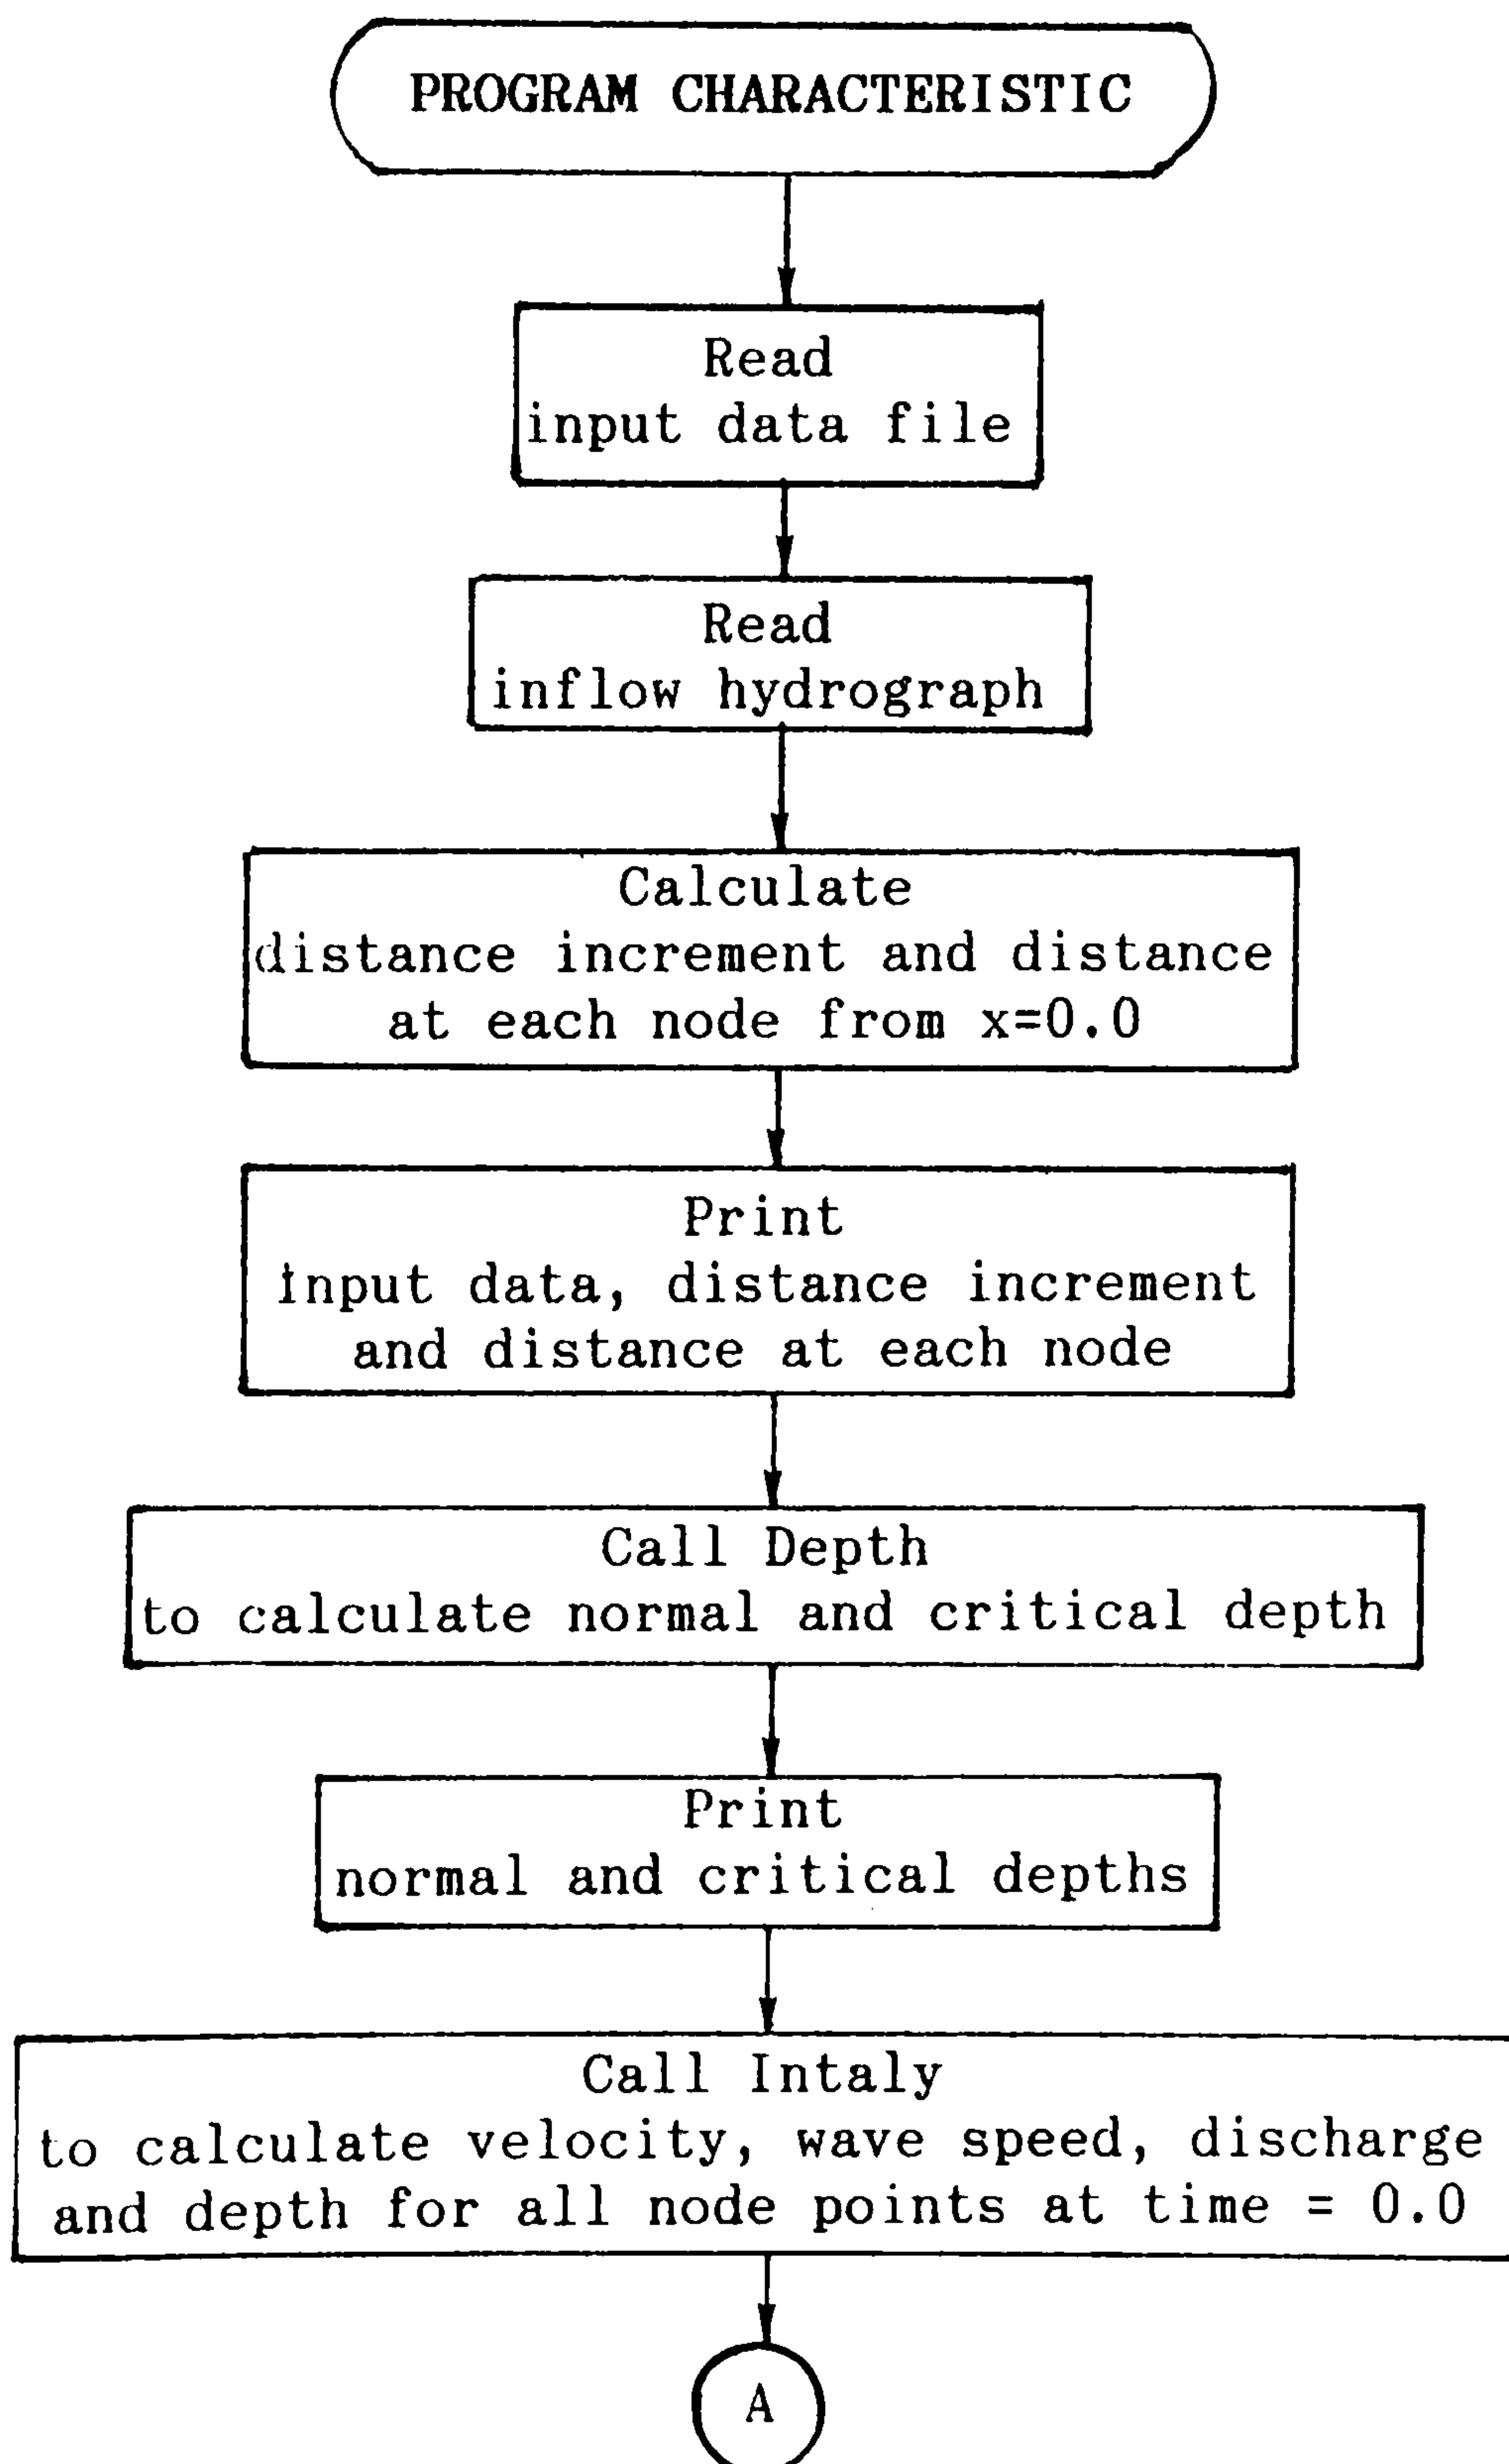 PROGRAM CHARACTERISTIC
Read
input data file
Read
inflow hydrograph
Calculate
distance increment and distance
at each node from x=0.0
Print
input data, distance increment
and distance at each node
Call Depth
to calculate normal and critical depth
Print
normal and critical depths
Call Intaly
to calculate velocity, wave speed, discharge
and depth for all node points at time = 0.0
A